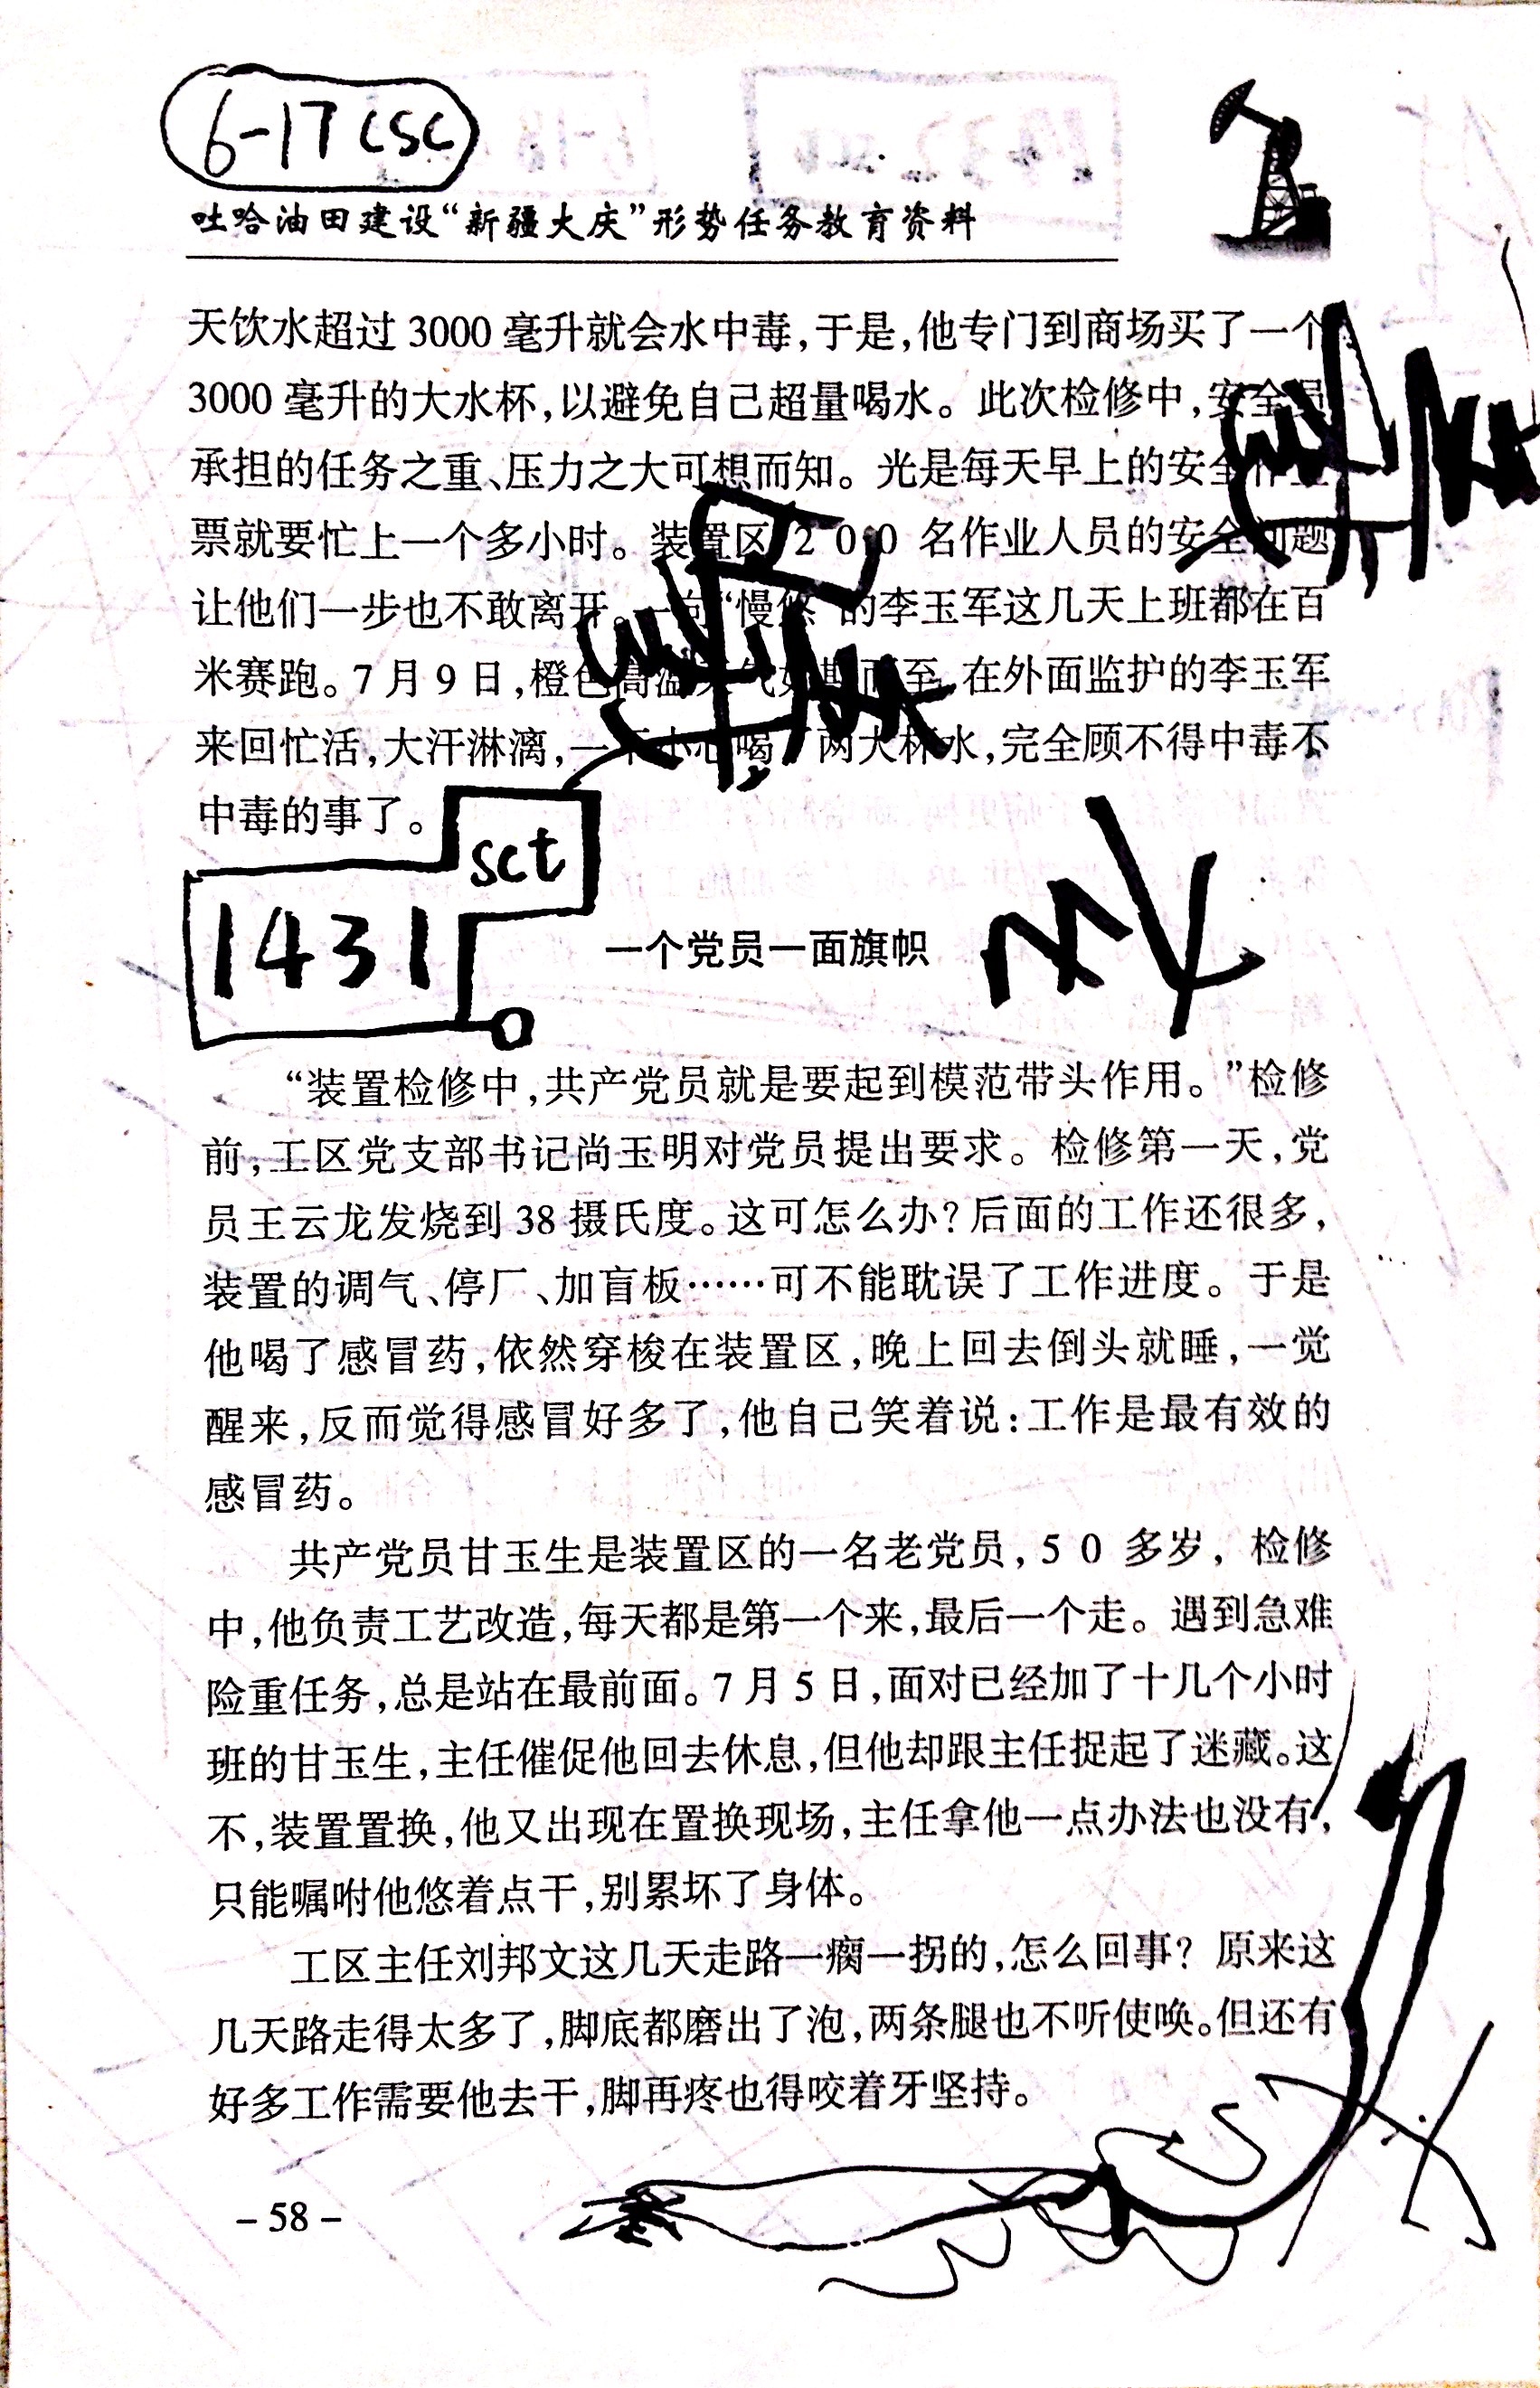 6-17 CSC
吐哈油田建设“新疆大庆”形势任务教育资料
天饮水超过 3000 毫升就会水中毒,于是,他专门到商场买了一个
3000 毫升的大水杯,以避免自己超量喝水。此次检修中,安全员
承担的任务之重、压力之大可想而知。光是每天早上的安全作业
票就要忙上一个多小时。装置区 200 名作业人员的安全问题
让他们一步也不敢离开。一向“慢悠”的李玉军这几天上班都在百
米赛跑。7 月 9 日,橙色高温天气如期而至,在外面监护的李玉军
来回忙活,大汗淋漓,一不小心喝了两大杯水,完全顾不得中毒不
中毒的事了。
sct
1431
一个党员一面旗帜
“装置检修中,共产党员就是要起到模范带头作用。”检修
前,工区党支部书记尚玉明对党员提出要求。检修第一天,党
员王云龙发烧到 38 摄氏度。这可怎么办?后面的工作还很多,
装置的调气、停厂、加盲板……可不能耽误了工作进度。于是
他喝了感冒药,依然穿梭在装置区,晚上回去倒头就睡,一觉
醒来,反而觉得感冒好多了,他自己笑着说:工作是最有效的
感冒药。
共产党员甘玉生是装置区的一名老党员,50 多岁,检修
中,他负责工艺改造,每天都是第一个来,最后一个走。遇到急难
险重任务,总是站在最前面。7 月 5 日,面对已经加了十几个小时
班的甘玉生,主任催促他回去休息,但他却跟主任捉起了迷藏。这
不,装置置换,他又出现在置换现场,主任拿他一点办法也没有,
只能嘱咐他悠着点干,别累坏了身体。
工区主任刘邦文这几天走路一瘸一拐的,怎么回事?原来这
几天路走得太多了,脚底都磨出了泡,两条腿也不听使唤。但还有
好多工作需要他去干,脚再疼也得咬着牙坚持。
– 58 –